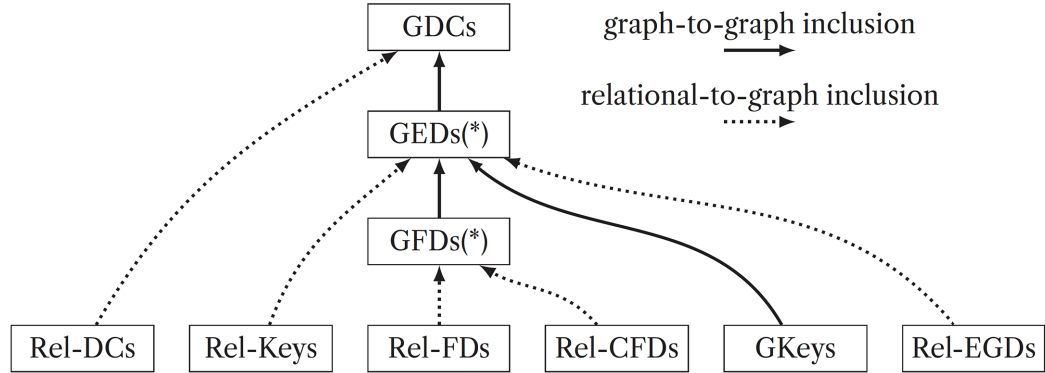 GDCs
graph-to-graph inclusion
relational-to-graph inclusion
GEDs(*)
GFDs(*)
Rel-DCs
Rel-Keys
Rel-FDs
Rel-CFDs
GKeys
Rel-EGDs